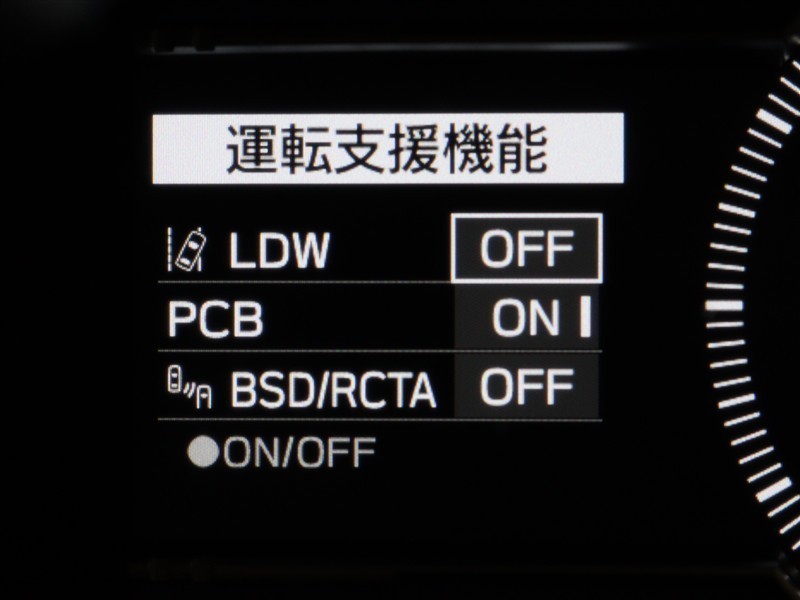 運転支援機能
LDW OFF
PCB ON
BSD/RCTA OFF
●ON/OFF